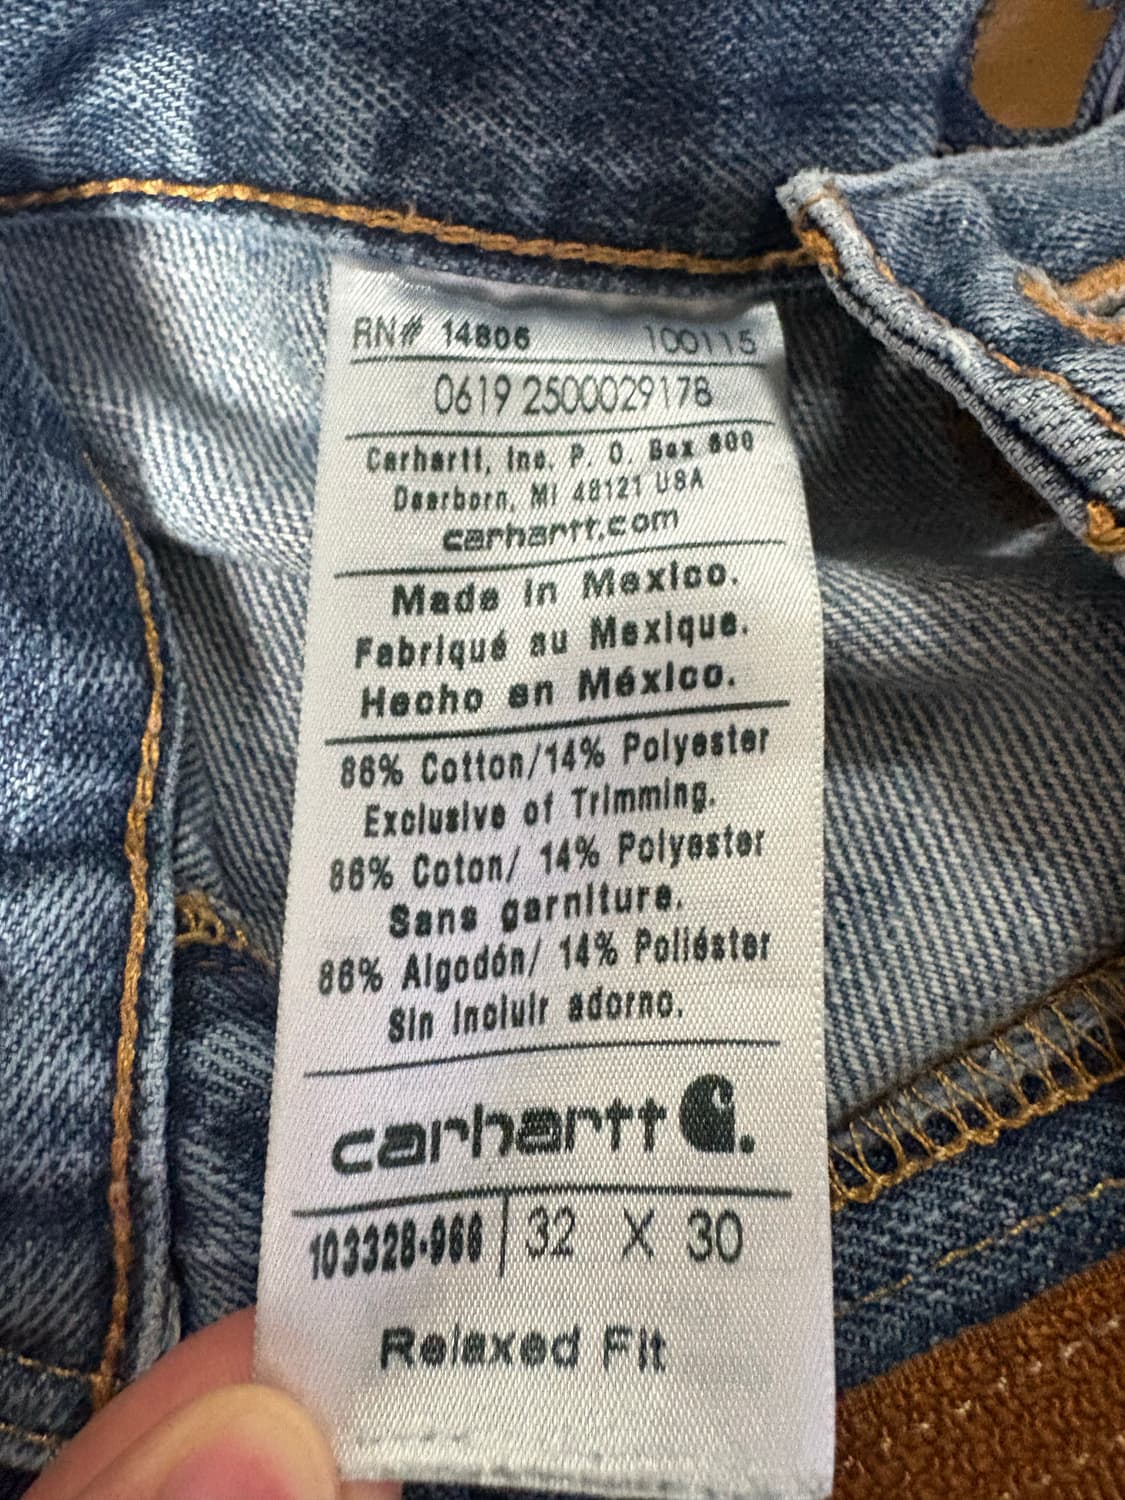 RN# 14806 100115
0619 2500029178
Carhartt, Inc. P. O. Box 600
Dearborn, MI 48121 USA
carhartt.com
Made in Mexico.
Fabriqué au Mexique.
Hecho en México.
86% Cotton/14% Polyester
Exclusive of Trimming.
86% Coton/ 14% Polyester
Sans garniture.
86% Algodón/ 14% Poliéster
Sin incluir adorno.
carhartt
103328-966 32 X 30
Relaxed Fit